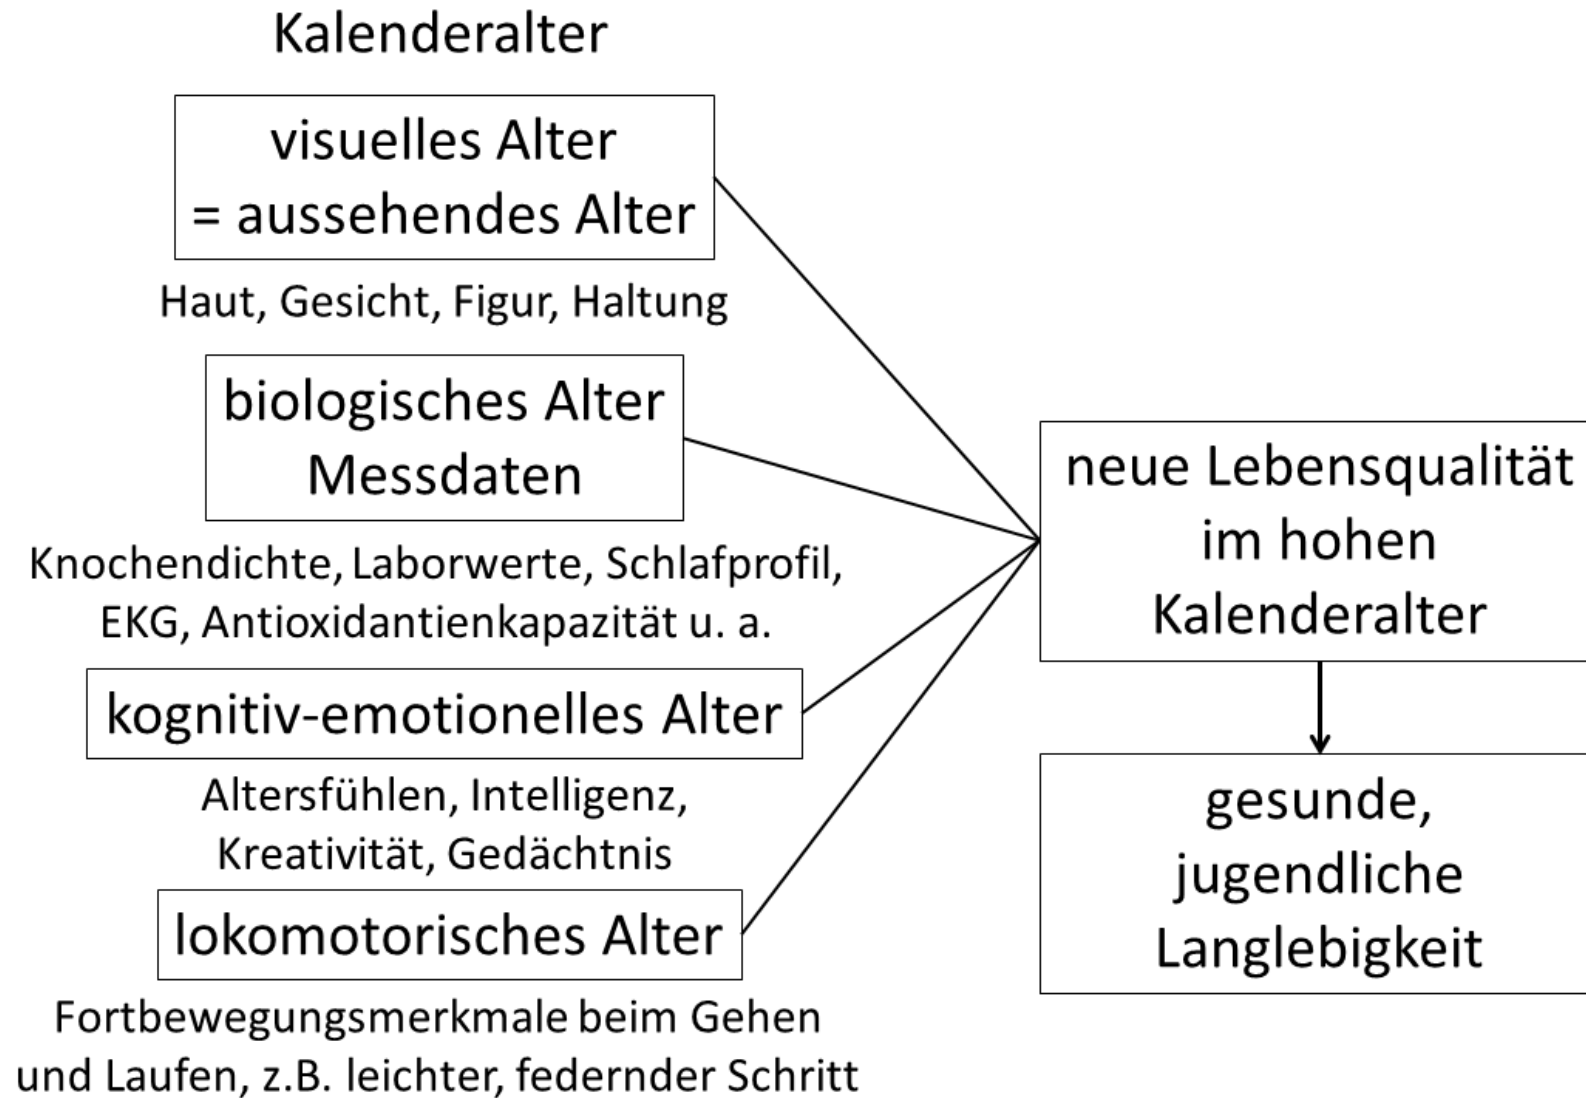 Kalenderalter
visuelles Alter
= aussehendes Alter
Haut, Gesicht, Figur, Haltung
biologisches Alter
Messdaten
Knochendichte, Laborwerte, Schlafprofil,
EKG, Antioxidantienkapazität u. a.
kognitiv-emotionelles Alter
Altersfühlen, Intelligenz,
Kreativität, Gedächtnis
lokomotorisches Alter
Fortbewegungsmerkmale beim Gehen
und Laufen, z.B. leichter, federnder Schritt
neue Lebensqualität
im hohen
Kalenderalter
gesunde,
jugendliche
Langlebigkeit